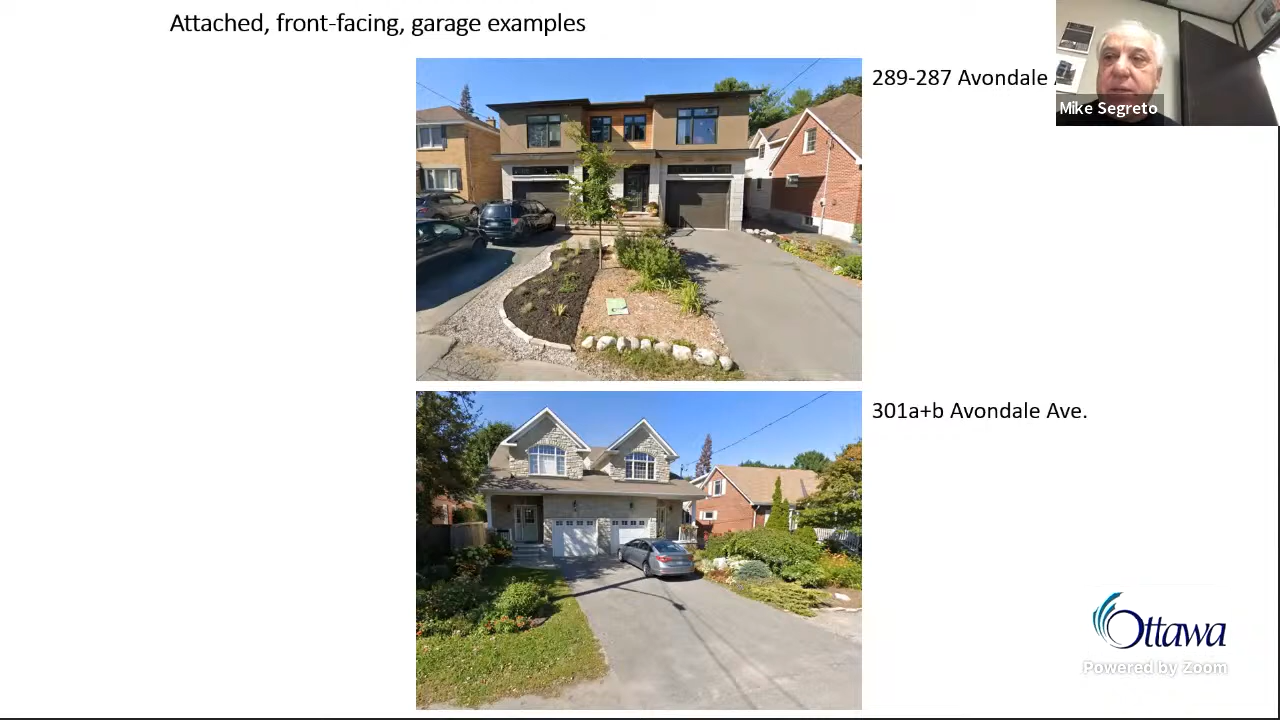 Attached, front-facing, garage examples
289-287 Avondale
Mike Segreto
301a+b Avondale Ave.
Ottawa
Powered by Zoom